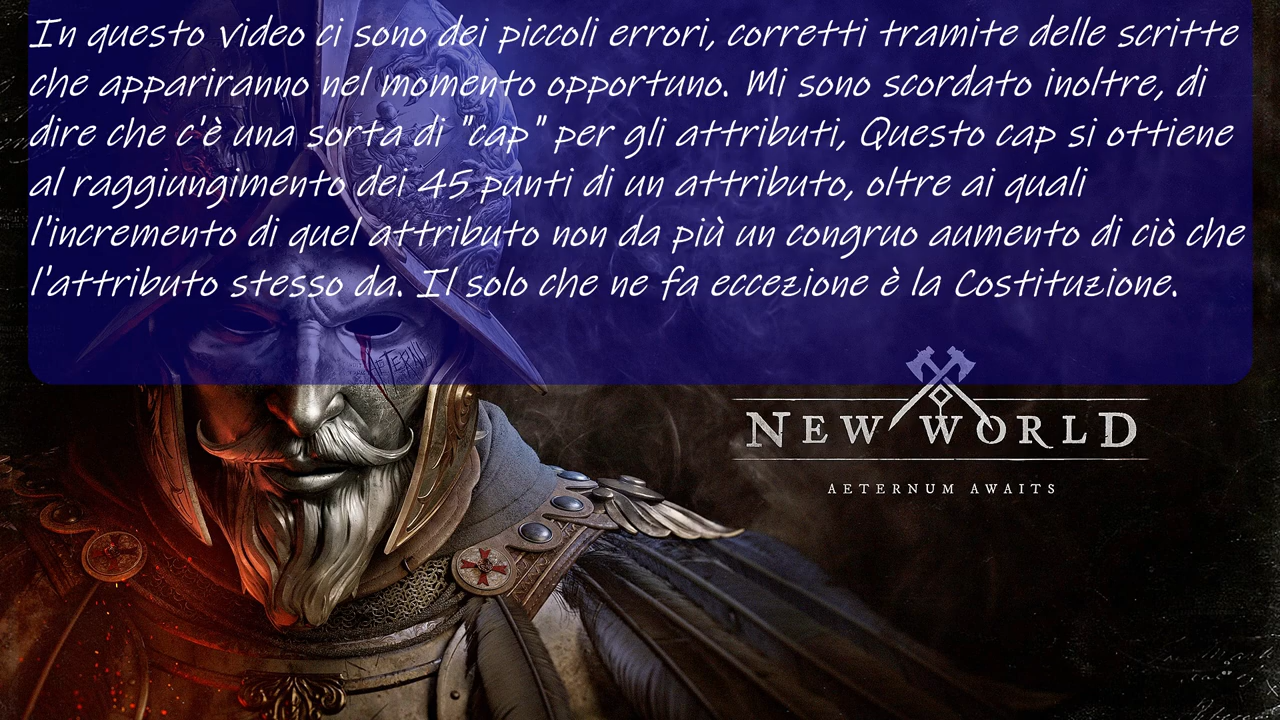 In questo video ci sono dei piccoli errori, corretti tramite delle scritte
che appariranno nel momento opportuno. Mi sono scordato inoltre, di
dire che c'è una sorta di "cap" per gli attributi, Questo cap si ottiene
al raggiungimento dei 45 punti di un attributo, oltre ai quali
l'incremento di quel attributo non da più un congruo aumento di ciò che
l'attributo stesso da. Il solo che ne fa eccezione è la Costituzione.
NEW WORLD
AETERNUM AWAITS